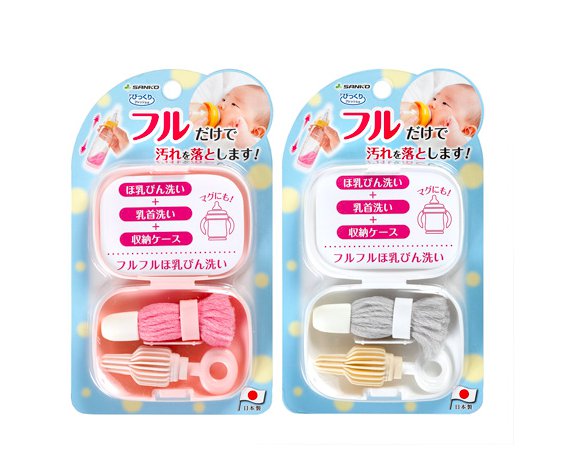 SANKO
びっくり
フルだけで
汚れを落とします!
ほ乳びん洗い
+
乳首洗い
+
収納ケース
マグにも!
フルフルほ乳びん洗い
日本製
SANKO
びっくり
フルだけで
汚れを落とします!
ほ乳びん洗い
+
乳首洗い
+
収納ケース
マグにも!
フルフルほ乳びん洗い
日本製